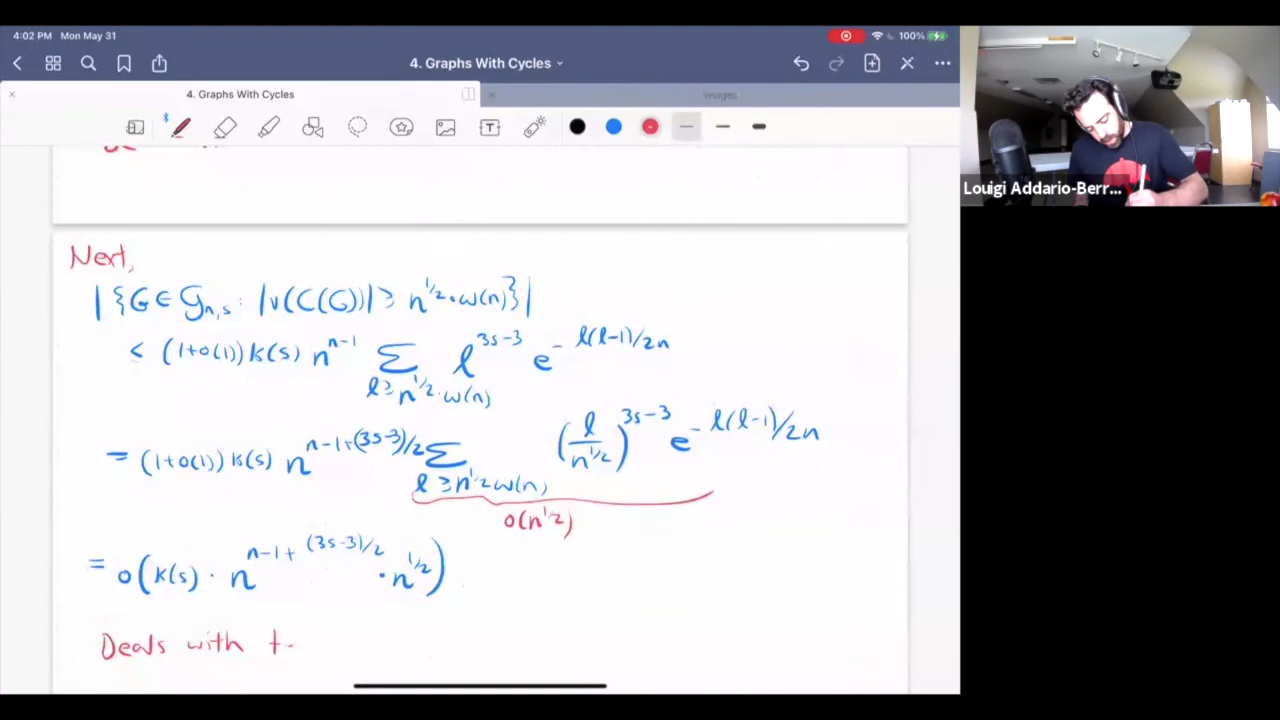 4:02 PM Mon May 31
100%
4. Graphs With Cycles
4. Graphs With Cycles
Images
Louigi Addario-Berr...
Next,
|{G ∈ 𝒢_{n,s} : |v(C(G))| ≥ n^{1/2}·ω(n)}|
< (1+o(1)) k(s) n^{n-1} Σ_{ℓ ≥ n^{1/2}·ω(n)} ℓ^{3s-3} e^{-ℓ(ℓ-1)/2n}
= (1+o(1)) k(s) n^{n-1+(3s-3)/2} Σ_{ℓ ≥ n^{1/2} ω(n)} (ℓ/n^{1/2})^{3s-3} e^{-ℓ(ℓ-1)/2n}
o(n^{1/2})
= o(k(s) · n^{n-1+(3s-3)/2} · n^{1/2})
Deals with t